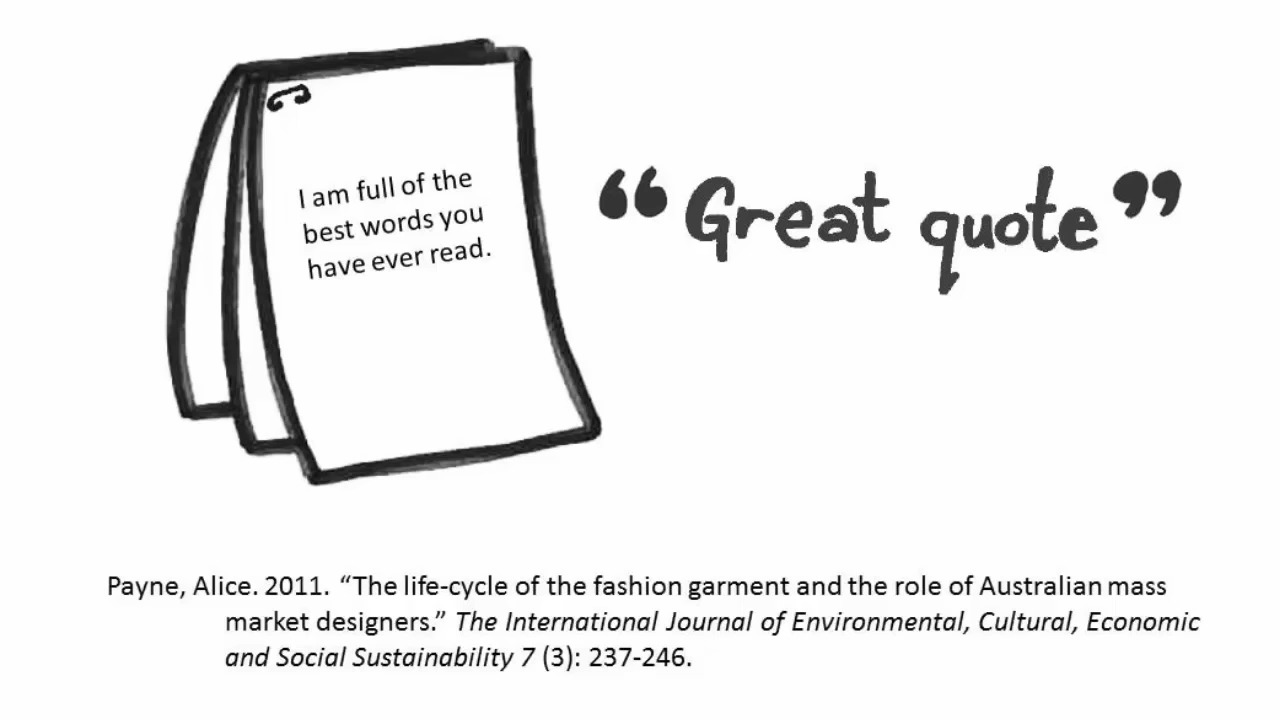 I am full of the
best words you
have ever read.
“Great quote”
Payne, Alice. 2011. “The life-cycle of the fashion garment and the role of Australian mass
market designers.” The International Journal of Environmental, Cultural, Economic
and Social Sustainability 7 (3): 237-246.